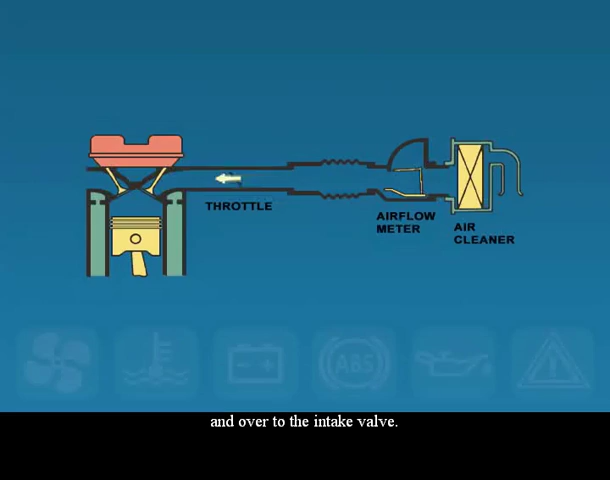 THROTTLE
AIRFLOW
METER
AIR
CLEANER
ABS
and over to the intake valve.